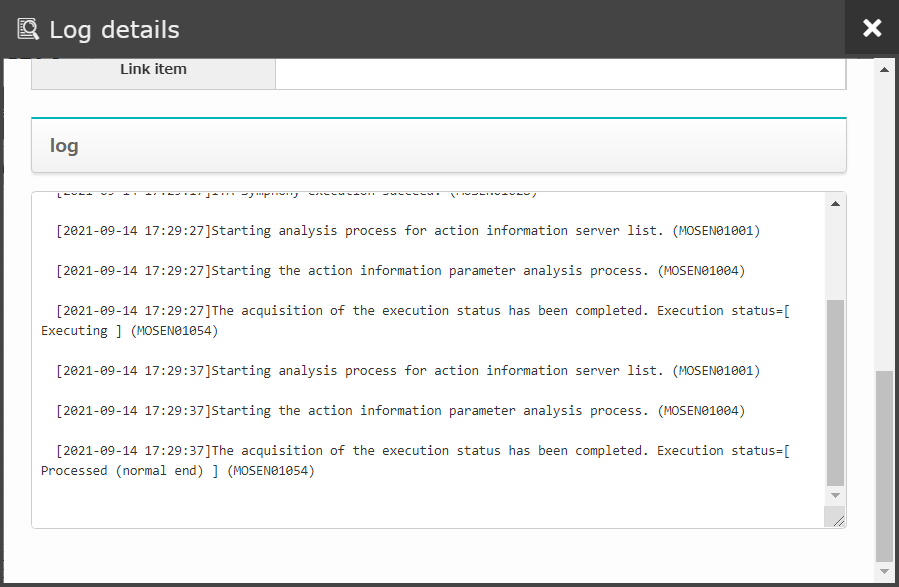 Log details
Link item
log
[2021-09-14 17:29:27]Starting analysis process for action information server list. (MOSEN01001)
[2021-09-14 17:29:27]Starting the action information parameter analysis process. (MOSEN01004)
[2021-09-14 17:29:27]The acquisition of the execution status has been completed. Execution status=[
Executing ] (MOSEN01054)
[2021-09-14 17:29:37]Starting analysis process for action information server list. (MOSEN01001)
[2021-09-14 17:29:37]Starting the action information parameter analysis process. (MOSEN01004)
[2021-09-14 17:29:37]The acquisition of the execution status has been completed. Execution status=[
Processed (normal end) ] (MOSEN01054)